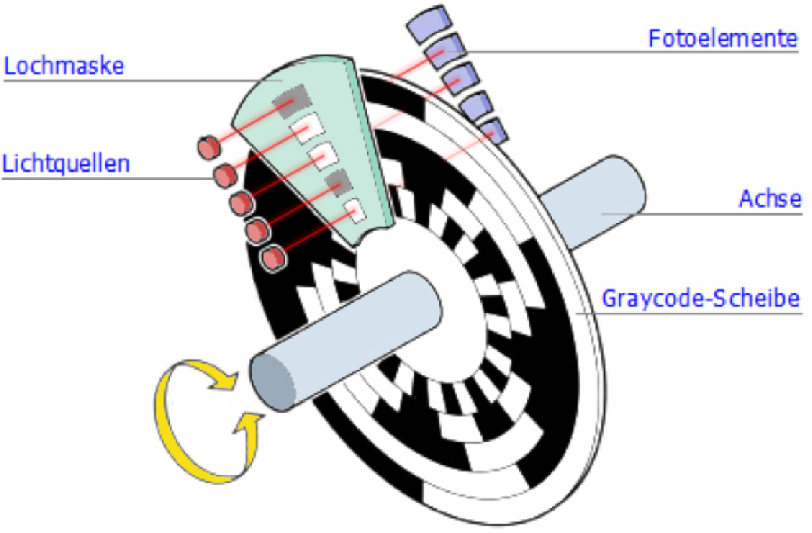 Fotoelemente
Lochmaske
Lichtquellen
Achse
Graycode-Scheibe